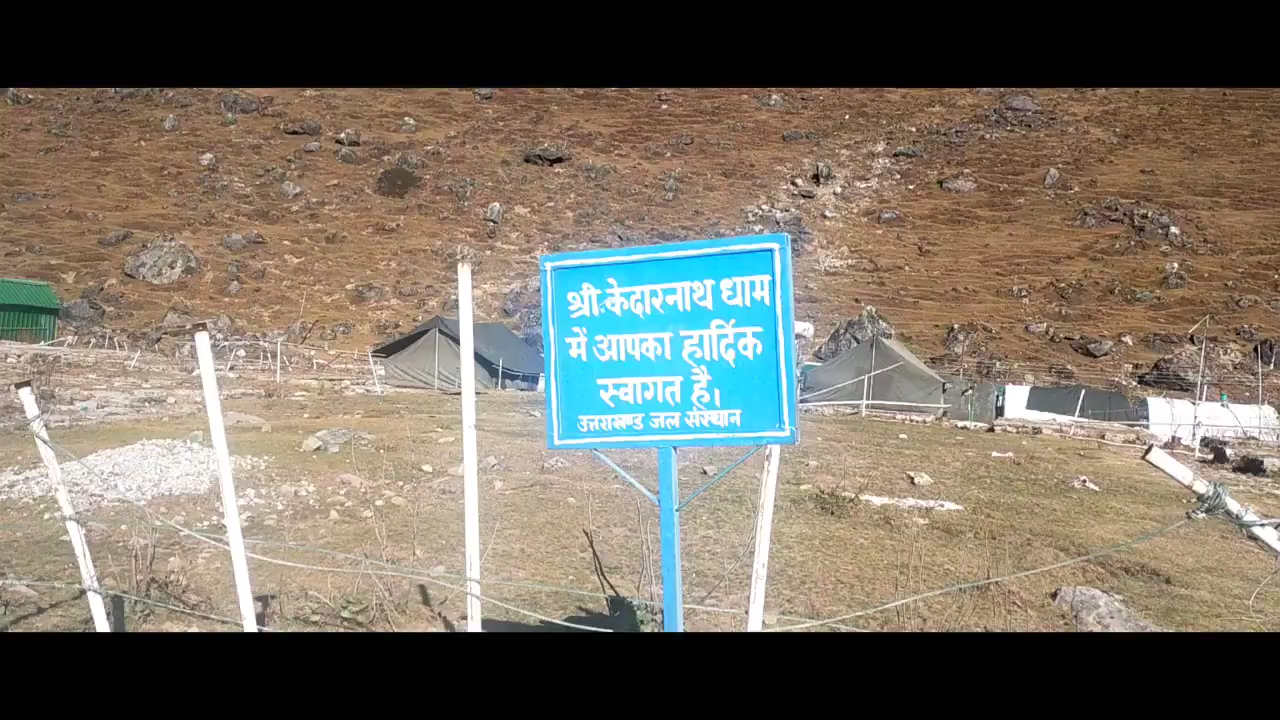 श्री केदारनाथ धाम
में आपका हार्दिक
स्वागत है।
उत्तराखण्ड जल संस्थान